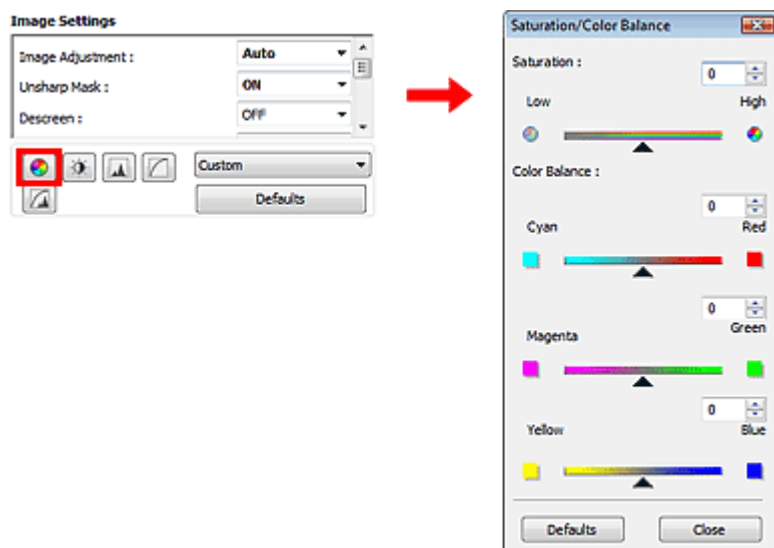 Image Settings
Image Adjustment : Auto
Unsharp Mask : ON
Descreen : OFF
Custom
Defaults
Saturation/Color Balance
Saturation :
0
Low High
Color Balance :
0
Cyan Red
0
Magenta Green
0
Yellow Blue
Defaults Close